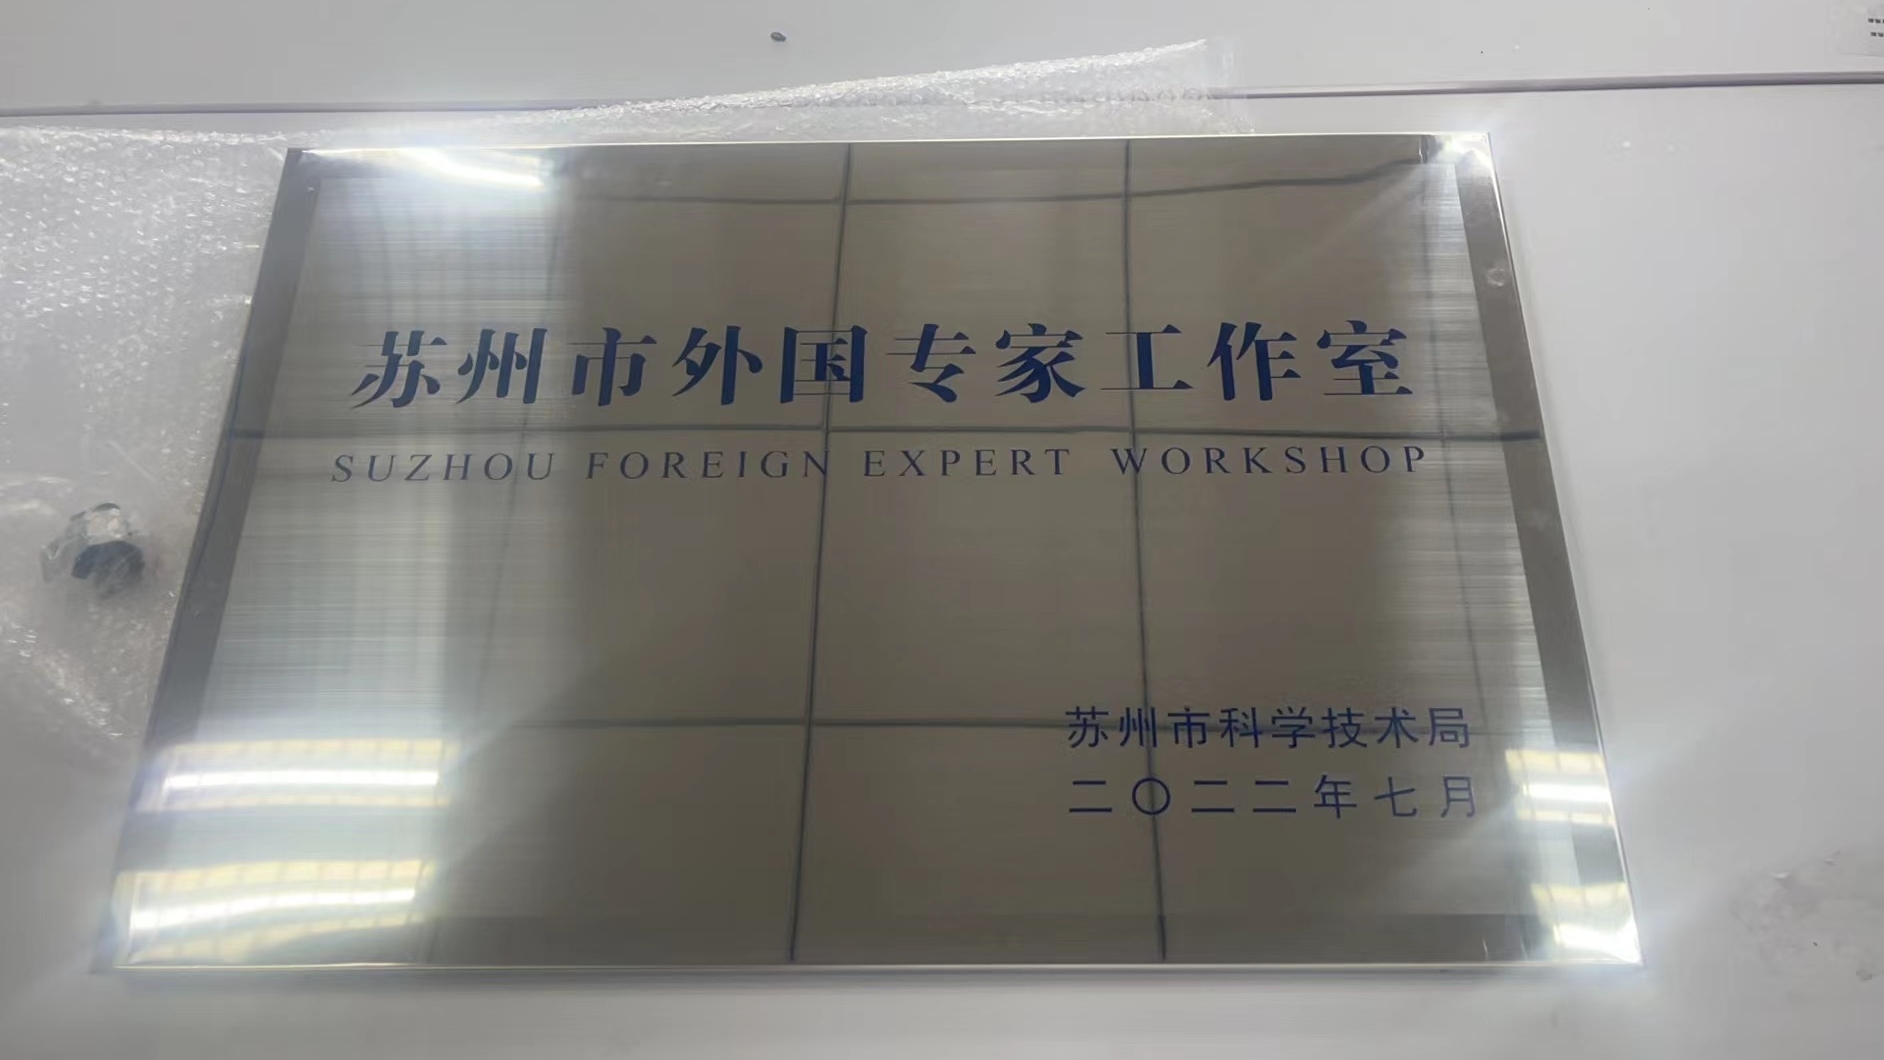 苏州市外国专家工作室
SUZHOU FOREIGN EXPERT WORKSHOP
苏州市科学技术局
二〇二二年七月